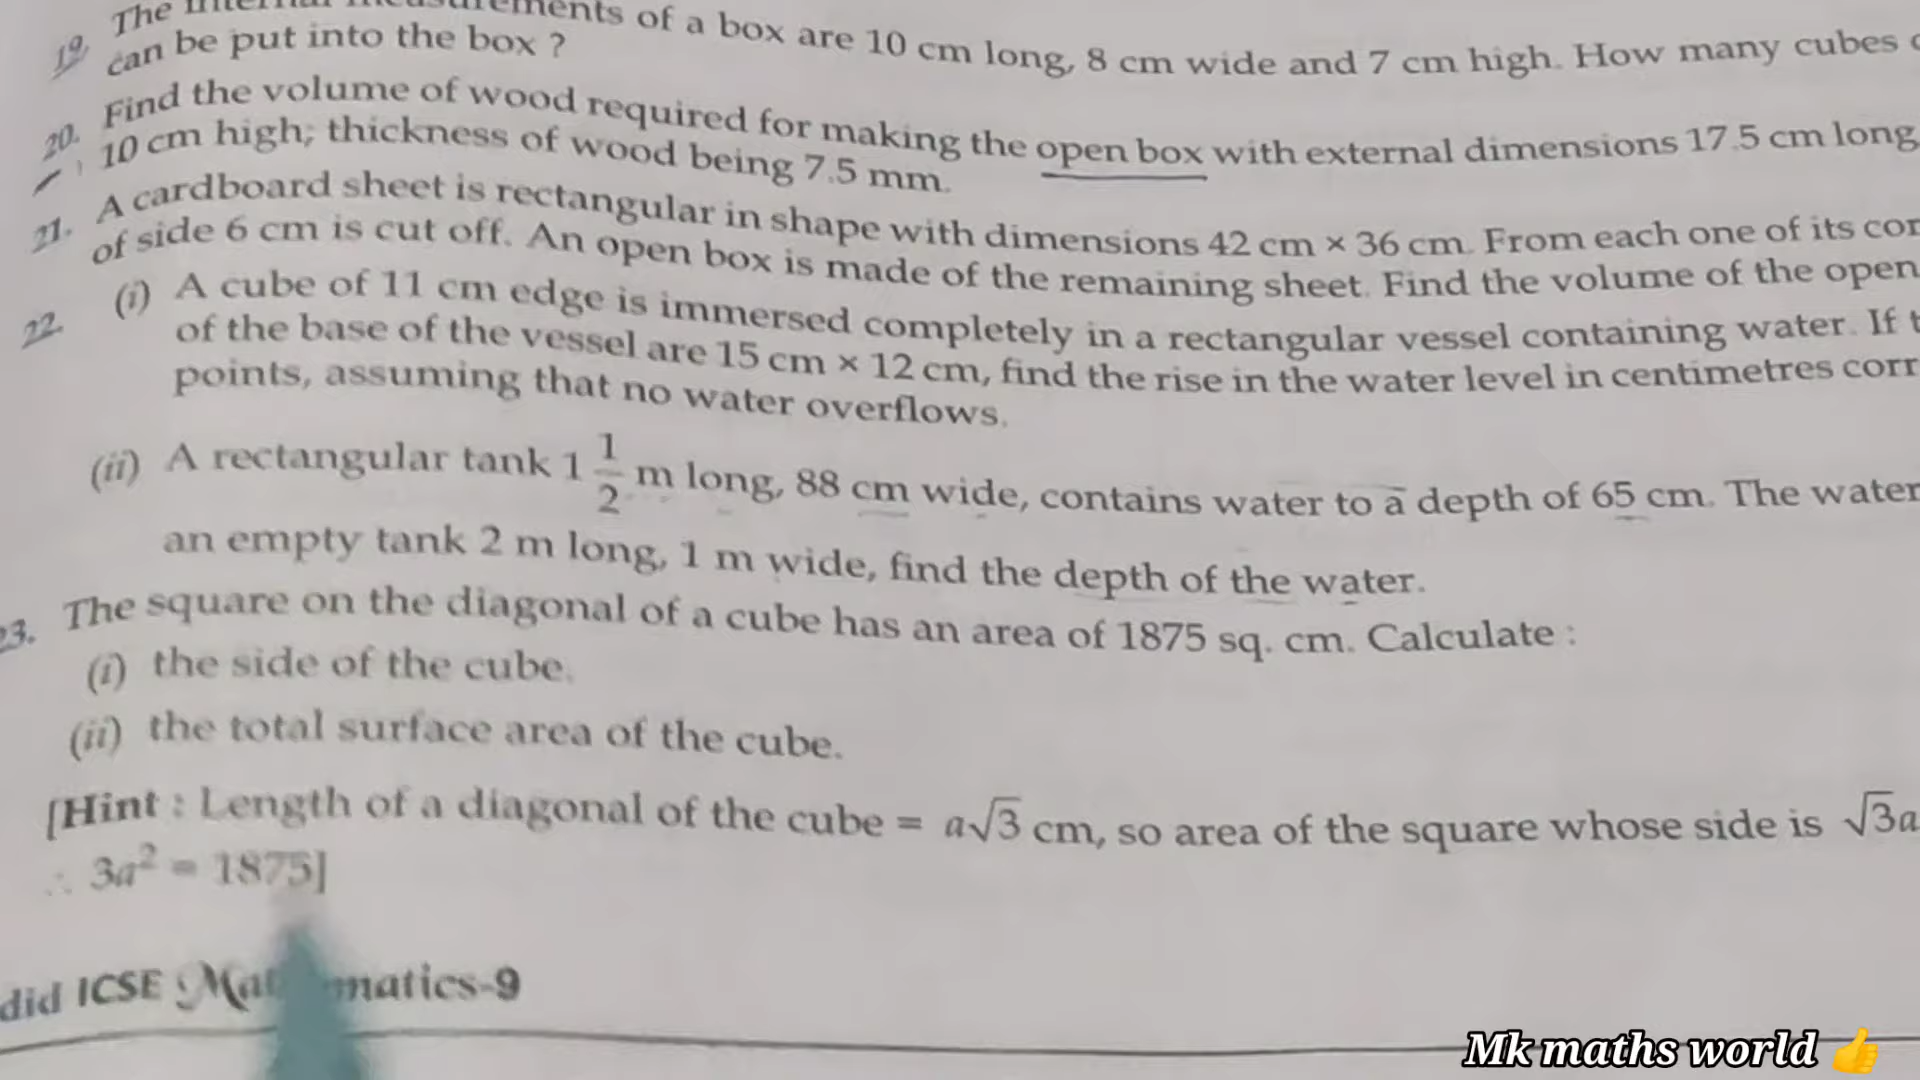 19. The internal measurements of a box are 10 cm long, 8 cm wide and 7 cm high. How many cubes
can be put into the box ?
20. Find the volume of wood required for making the open box with external dimensions 17.5 cm long
10 cm high; thickness of wood being 7.5 mm.
21. A cardboard sheet is rectangular in shape with dimensions 42 cm × 36 cm. From each one of its cor
of side 6 cm is cut off. An open box is made of the remaining sheet. Find the volume of the open
22. (i) A cube of 11 cm edge is immersed completely in a rectangular vessel containing water. If t
of the base of the vessel are 15 cm × 12 cm, find the rise in the water level in centimetres corr
points, assuming that no water overflows.
(ii) A rectangular tank 1 1/2 m long, 88 cm wide, contains water to a depth of 65 cm. The water
an empty tank 2 m long, 1 m wide, find the depth of the water.
23. The square on the diagonal of a cube has an area of 1875 sq. cm. Calculate :
(i) the side of the cube.
(ii) the total surface area of the cube.
[Hint : Length of a diagonal of the cube = a√3 cm, so area of the square whose side is √3a
∴ 3a² = 1875]
did ICSE Mat matics-9
Mk maths world 👍